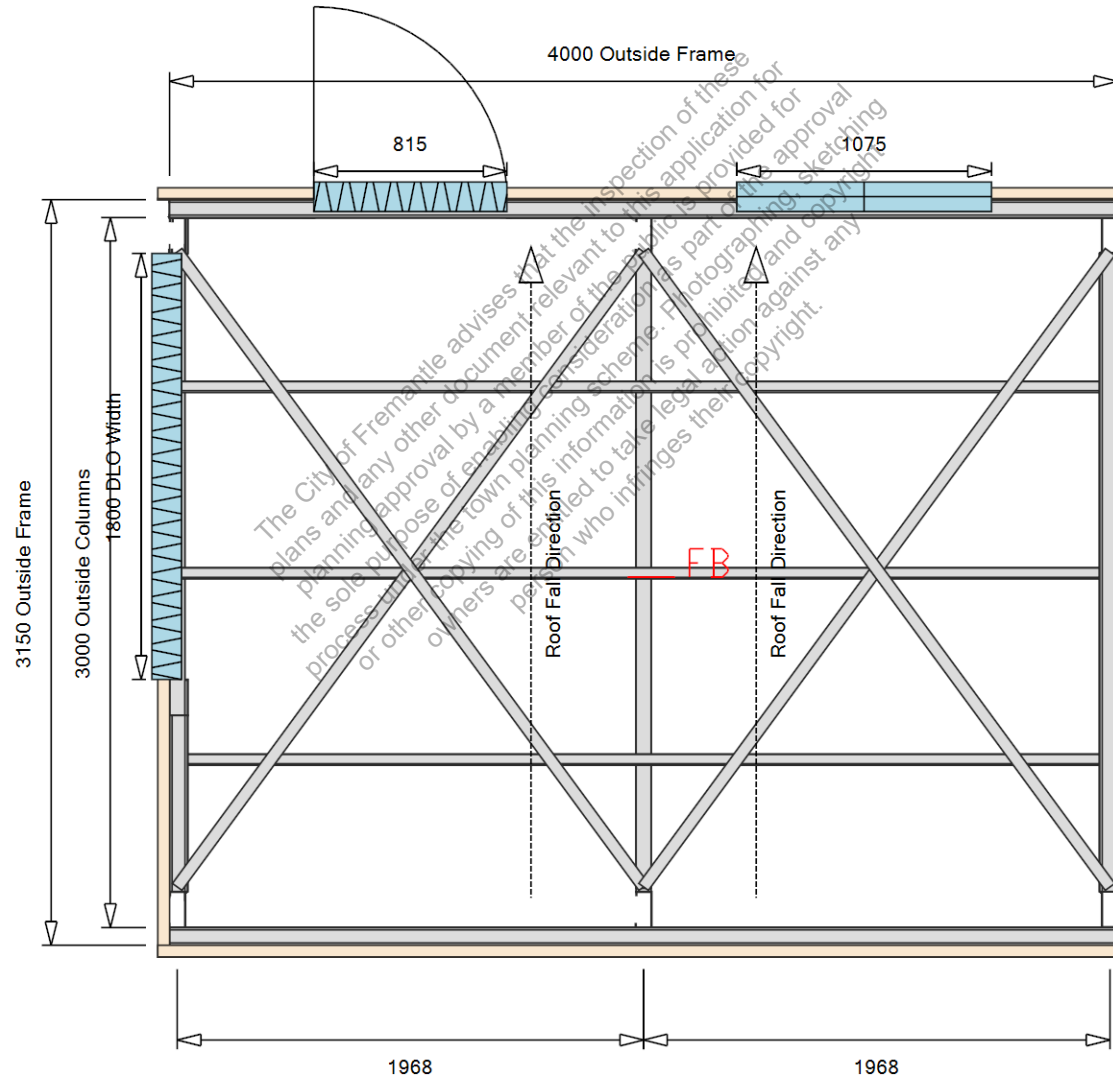 4000 Outside Frame
815
1075
The City of Fremantle advises that the inspection of these
plans and any other document relevant to this application for
planning approval by a member of the public is provided for
the sole purpose of enabling consideration as part of the approval
process under the town planning scheme. Photographing, sketching
or other copying of this information is prohibited and copyright
owners are entitled to take legal action against any
person who infringes their copyright.
3150 Outside Frame
3000 Outside Columns
1800 DLO Width
Roof Fall Direction
FB
Roof Fall Direction
1968
1968